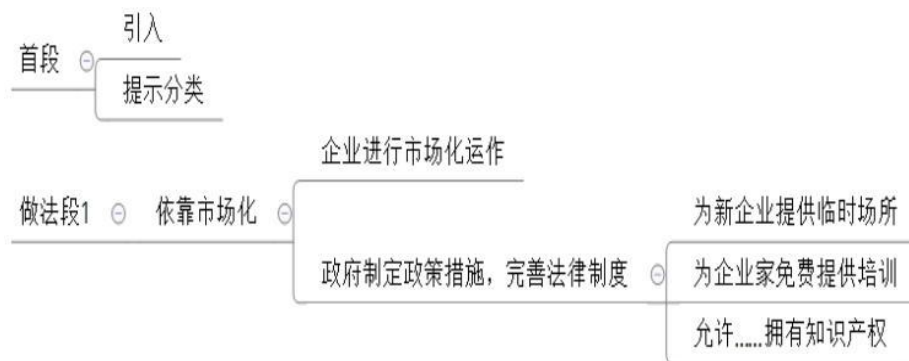 首段
引入
提示分类
做法段1
依靠市场化
企业进行市场化运作
政府制定政策措施，完善法律制度
为新企业提供临时场所
为企业家免费提供培训
允许……拥有知识产权